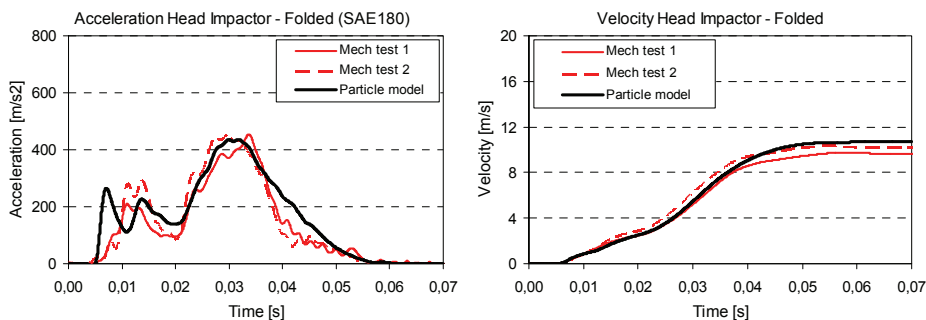 Acceleration Head Impactor - Folded (SAE180)
800
600
400
200
0
0,00 0,01 0,02 0,03 0,04 0,05 0,06 0,07
Acceleration [m/s2]
Time [s]
Mech test 1
Mech test 2
Particle model
Velocity Head Impactor - Folded
20
16
12
8
4
0
0,00 0,01 0,02 0,03 0,04 0,05 0,06 0,07
Velocity [m/s]
Time [s]
Mech test 1
Mech test 2
Particle model